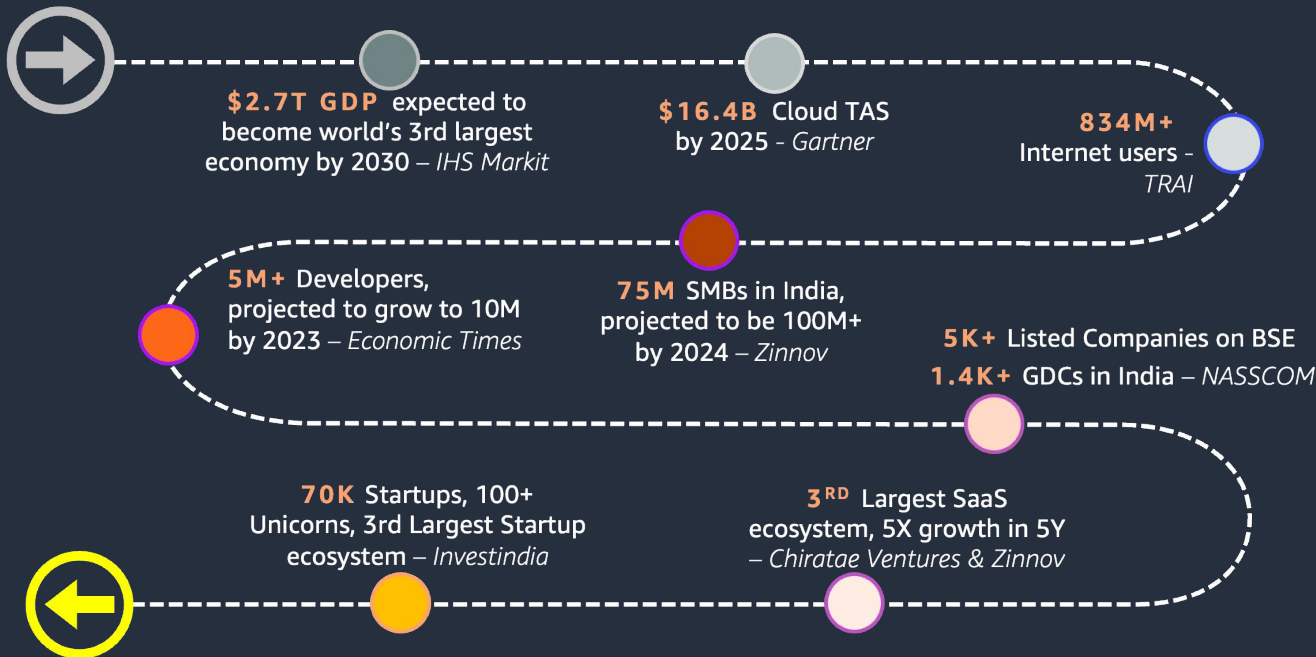 $2.7T GDP expected to
become world's 3rd largest
economy by 2030 – IHS Markit
$16.4B Cloud TAS
by 2025 - Gartner
834M+
Internet users -
TRAI
75M SMBs in India,
projected to be 100M+
by 2024 – Zinnov
5M+ Developers,
projected to grow to 10M
by 2023 – Economic Times
5K+ Listed Companies on BSE
1.4K+ GDCs in India – NASSCOM
3RD Largest SaaS
ecosystem, 5X growth in 5Y
– Chiratae Ventures & Zinnov
70K Startups, 100+
Unicorns, 3rd Largest Startup
ecosystem – Investindia